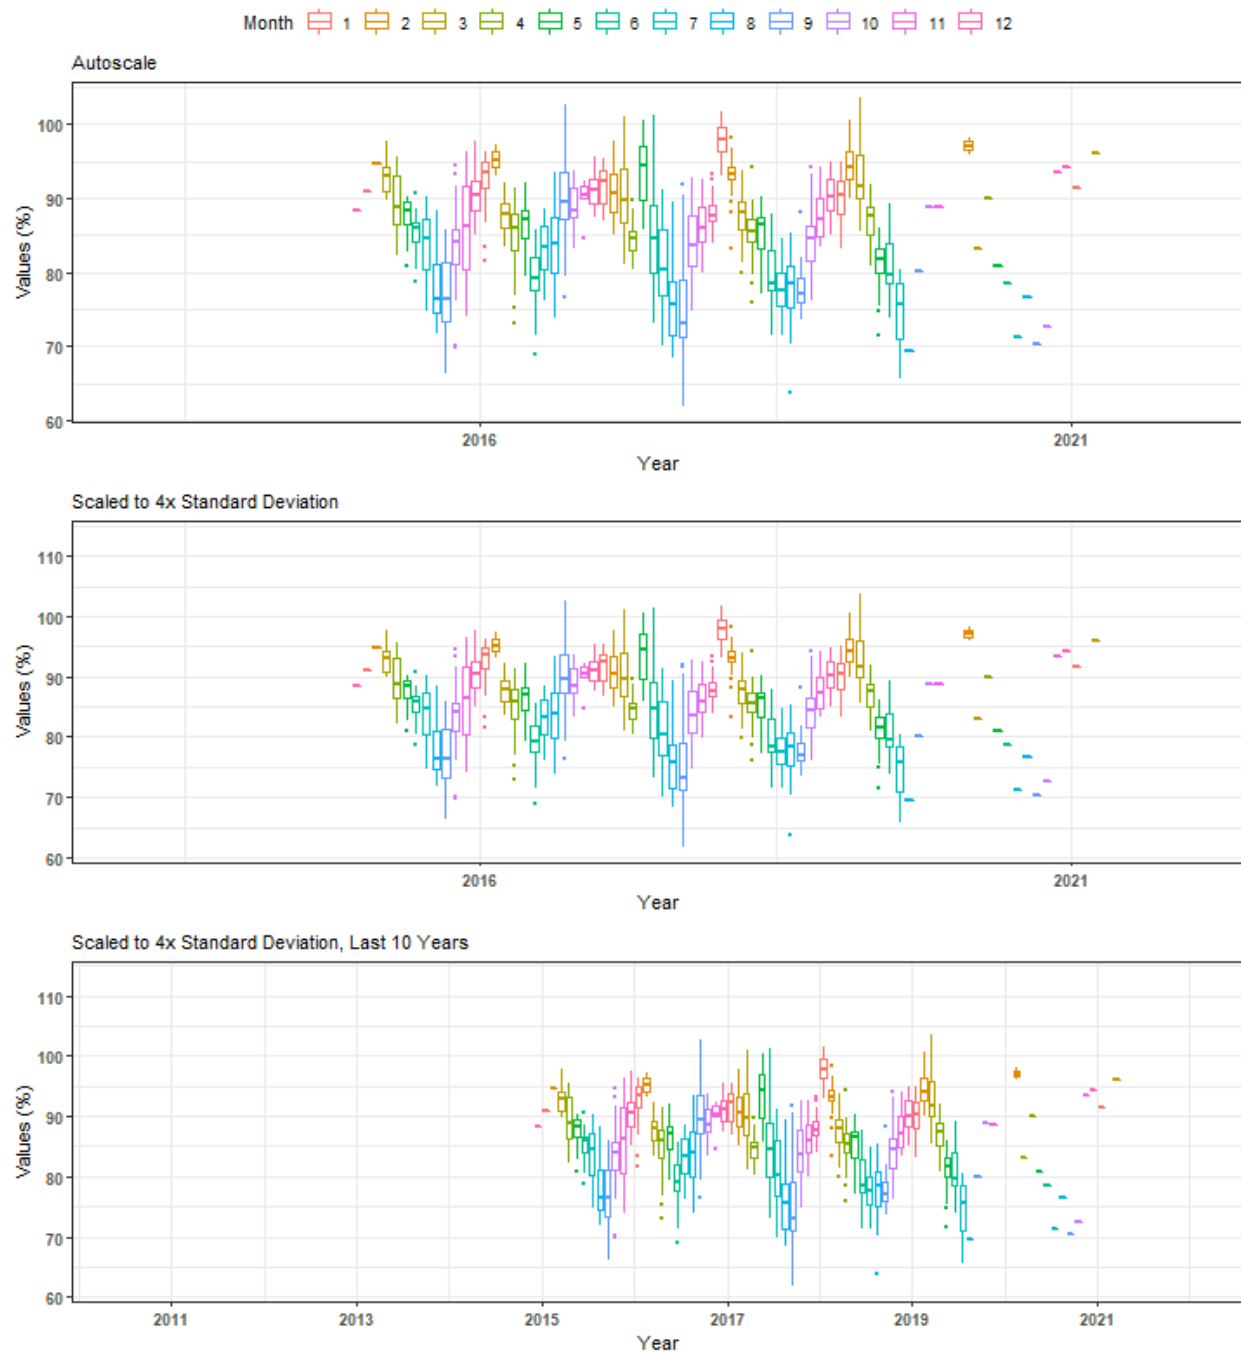 Month 1 2 3 4 5 6 7 8 9 10 11 12
Autoscale
100
90
80
70
60
Values (%)
2016 2021
Year
Scaled to 4x Standard Deviation
110
100
90
80
70
60
Values (%)
2016 2021
Year
Scaled to 4x Standard Deviation, Last 10 Years
110
100
90
80
70
60
Values (%)
2011 2013 2015 2017 2019 2021
Year